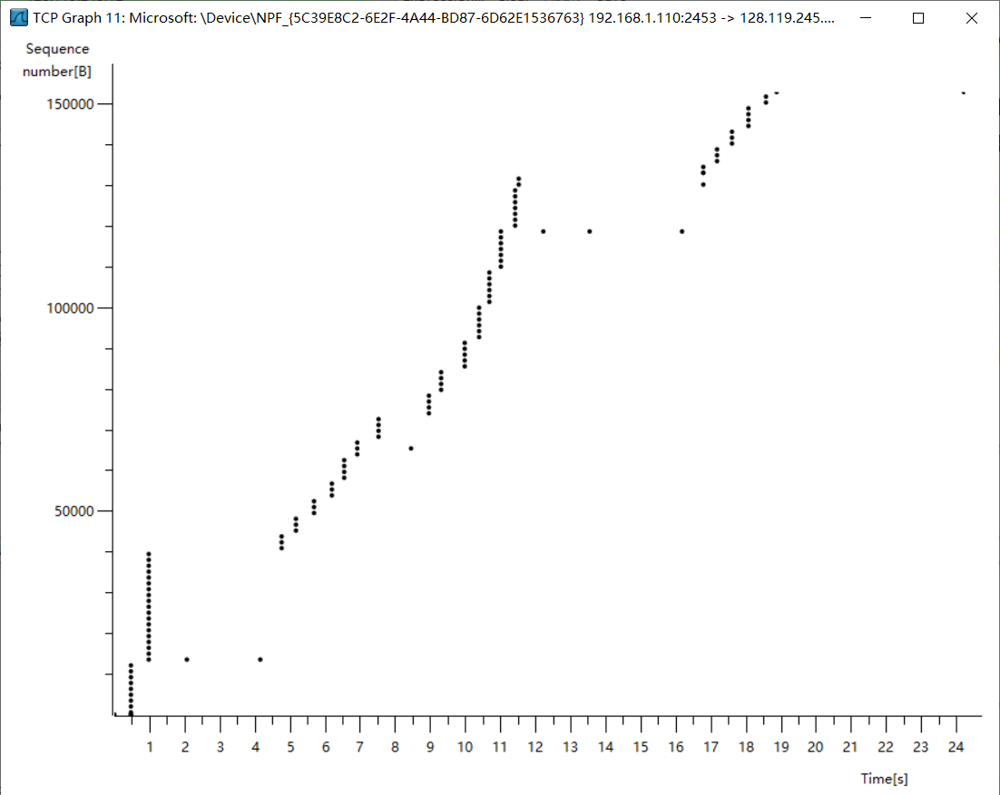 TCP Graph 11: Microsoft: \Device\NPF_{5C39E8C2-6E2F-4A44-BD87-6D62E1536763} 192.168.1.110:2453 -> 128.119.245....
Sequence
number[B]
150000
100000
50000
1 2 3 4 5 6 7 8 9 10 11 12 13 14 15 16 17 18 19 20 21 22 23 24
Time[s]